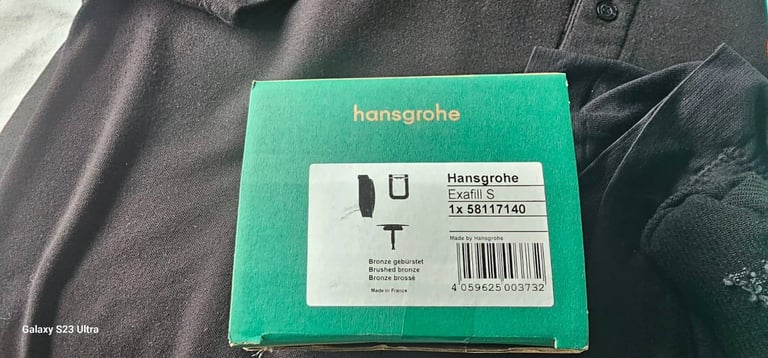 hansgrohe
Hansgrohe
Exafill S
1x 58117140
Made by Hansgrohe
Bronze gebürstet
Brushed bronze
Bronze brossé
Made in France
4 059625 003732
Galaxy S23 Ultra